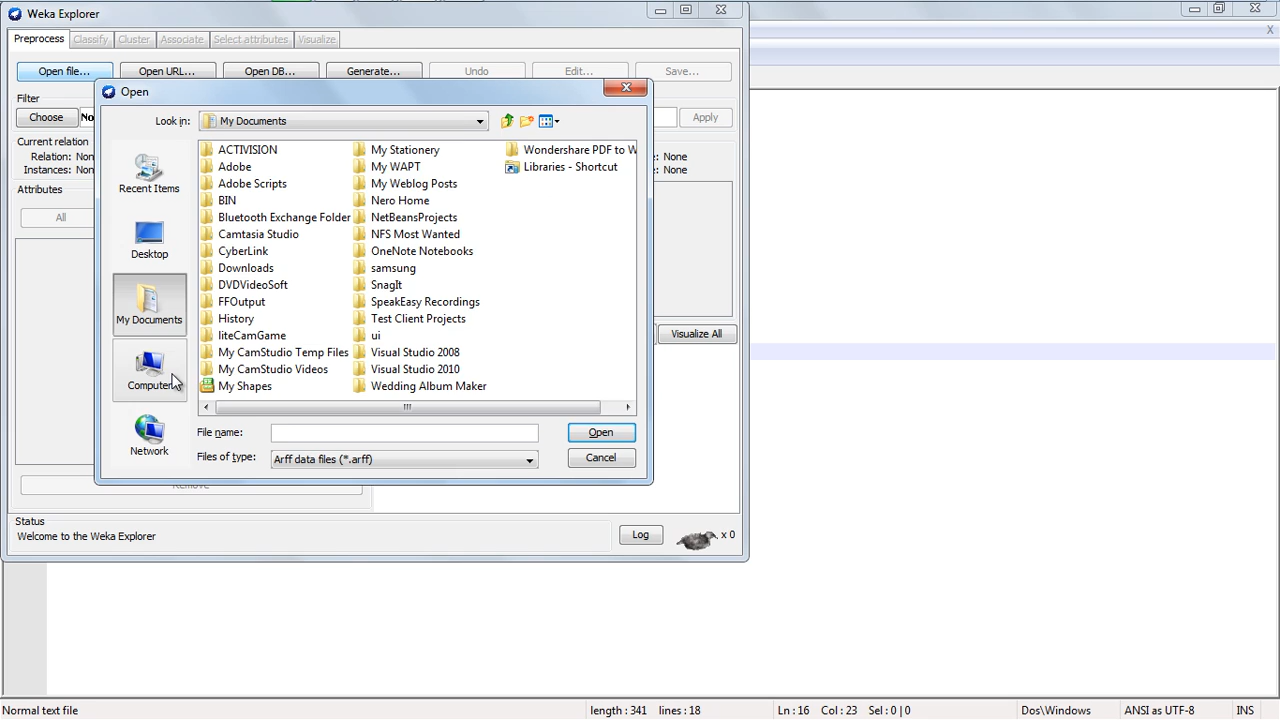 Weka Explorer
Preprocess Classify Cluster Associate Select attributes Visualize
Open file... Open URL... Open DB... Generate... Undo Edit... Save...
Filter
Choose Apply
Current relation
Relation: Non
Instances: Non
: None
: None
Attributes
All
Visualize All
Remove
Status
Welcome to the Weka Explorer
Log
x 0
Open
Look in: My Documents
Recent Items
Desktop
My Documents
Computer
Network
ACTIVISION
Adobe
Adobe Scripts
BIN
Bluetooth Exchange Folder
Camtasia Studio
CyberLink
Downloads
DVDVideoSoft
FFOutput
History
liteCamGame
My CamStudio Temp Files
My CamStudio Videos
My Shapes
My Stationery
My WAPT
My Weblog Posts
Nero Home
NetBeansProjects
NFS Most Wanted
OneNote Notebooks
samsung
SnagIt
SpeakEasy Recordings
Test Client Projects
ui
Visual Studio 2008
Visual Studio 2010
Wedding Album Maker
Wondershare PDF to W
Libraries - Shortcut
File name:
Open
Files of type: Arff data files (*.arff)
Cancel
Normal text file length : 341 lines : 18 Ln : 16 Col : 23 Sel : 0 | 0 Dos\Windows ANSI as UTF-8 INS